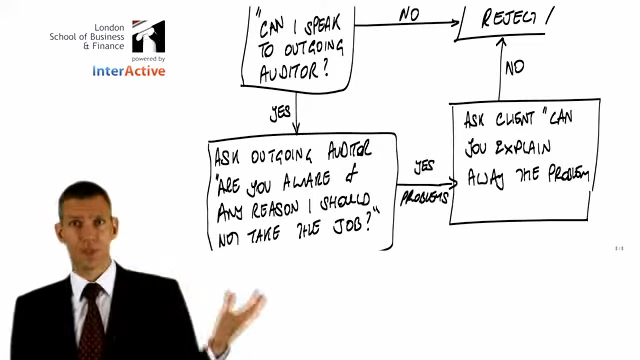 London
School of Business
& Finance
powered by
InterActive
"CAN I SPEAK
TO OUTGOING
AUDITOR?
NO
REJECT /
YES
NO
ASK OUTGOING AUDITOR
"ARE YOU AWARE OF
ANY REASON I SHOULD
NOT TAKE THE JOB?"
YES
PROBLEMS
ASK CLIENT "CAN
YOU EXPLAIN
AWAY THE PROBLEM